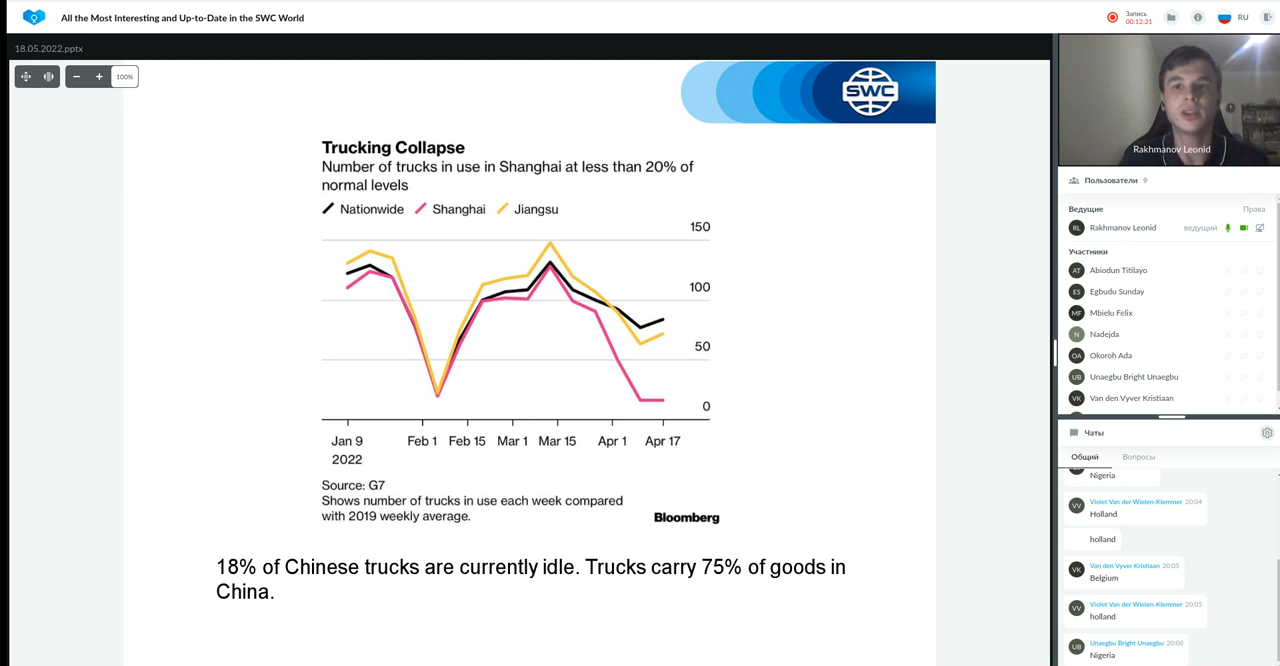 All the Most Interesting and Up-to-Date in the SWC World
Запись
00:12:21
RU
18.05.2022.pptx
100%
SWC
Trucking Collapse
Number of trucks in use in Shanghai at less than 20% of
normal levels
Nationwide Shanghai Jiangsu
150
100
50
0
Jan 9 Feb 1 Feb 15 Mar 1 Mar 15 Apr 1 Apr 17
2022
Source: G7
Shows number of trucks in use each week compared
with 2019 weekly average.
Bloomberg
18% of Chinese trucks are currently idle. Trucks carry 75% of goods in
China.
Rakhmanov Leonid
Пользователи 9
Ведущие Права
RL Rakhmanov Leonid ведущий
Участники
AT Abiodun Titilayo
ES Egbudu Sunday
MF Mbielu Felix
N Nadejda
OA Okoroh Ada
UB Unaegbu Bright Unaegbu
VK Van den Vyver Kristiaan
Чаты
Общий Вопросы
Nigeria
VV Violet Van der Wielen-Klemmer 20:04
Holland
holland
VK Van den Vyver Kristiaan 20:05
Belgium
VV Violet Van der Wielen-Klemmer 20:05
holland
UB Unaegbu Bright Unaegbu 20:06
Nigeria